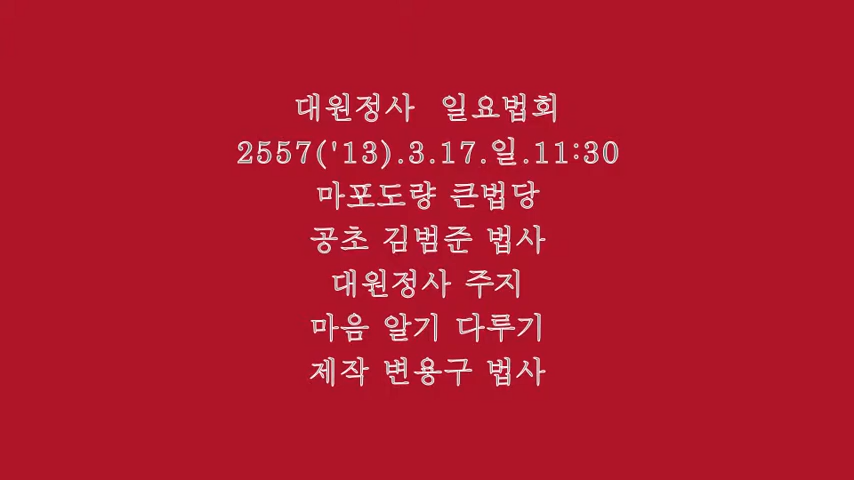 대원정사 일요법회
2557('13).3.17.일.11:30
마포도량 큰법당
공초 김범준 법사
대원정사 주지
마음 알기 다루기
제작 변용구 법사